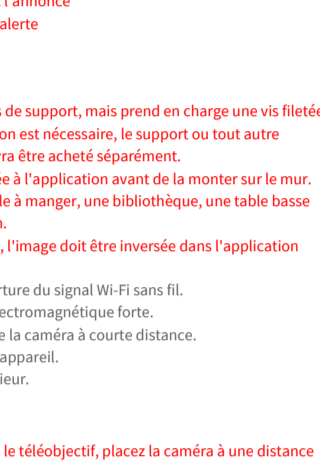 l'annonce
alerte
de support, mais prend en charge une vis filetée
on est nécessaire, le support ou tout autre
ra être acheté séparément.
e à l'application avant de la monter sur le mur.
le à manger, une bibliothèque, une table basse
, l'image doit être inversée dans l'application
ture du signal Wi-Fi sans fil.
ectromagnétique forte.
e la caméra à courte distance.
appareil.
ieur.
le téléobjectif, placez la caméra à une distance